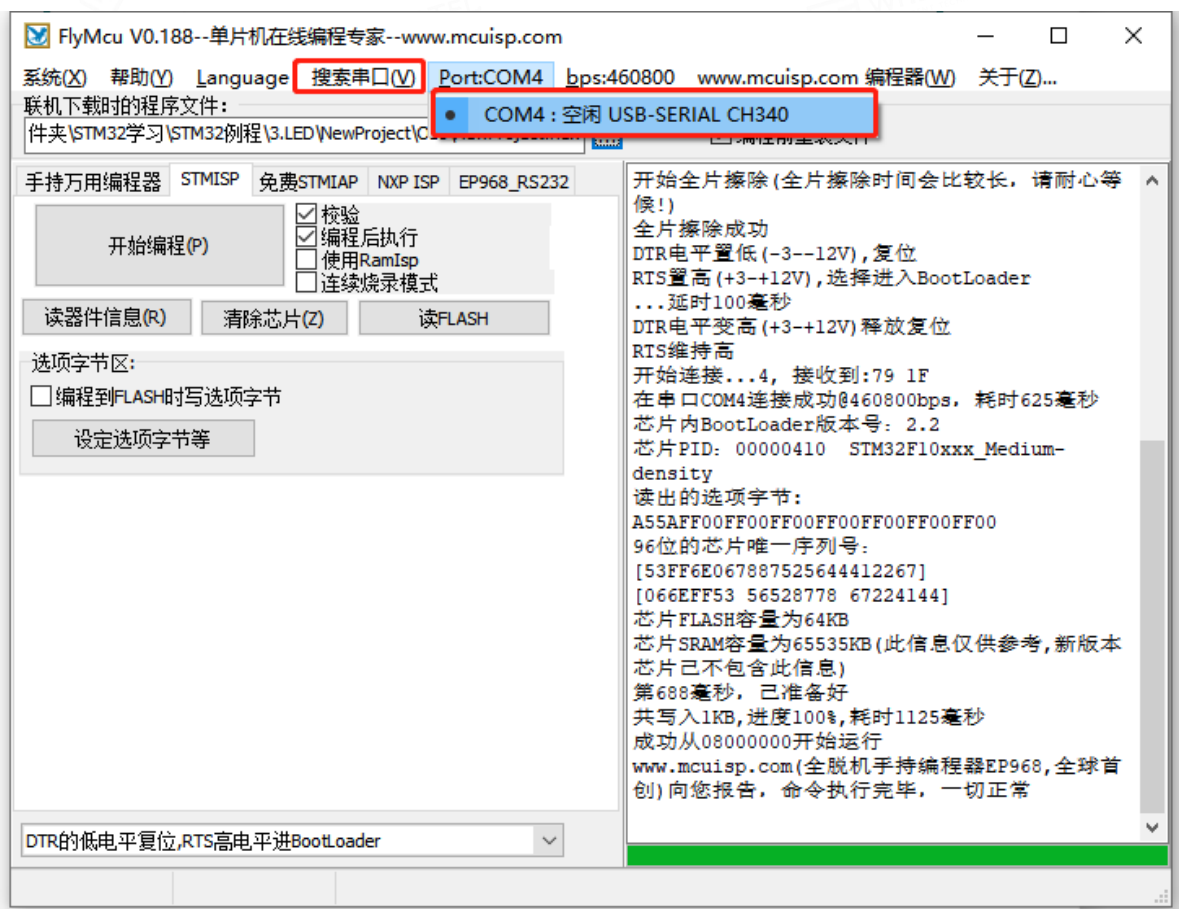 FlyMcu V0.188--单片机在线编程专家--www.mcuisp.com
系统(X) 帮助(Y) Language 搜索串口(V) Port:COM4 bps:460800 www.mcuisp.com 编程器(W) 关于(Z)...
联机下载时的程序文件:
COM4 : 空闲 USB-SERIAL CH340
件夹\STM32学习\STM32例程\3.LED\NewProject\
手持万用编程器 STMISP 免费STMIAP NXP ISP EP968_RS232
开始编程(P)
校验
编程后执行
使用RamIsp
连续烧录模式
读器件信息(R) 清除芯片(Z) 读FLASH
选项字节区:
编程到FLASH时写选项字节
设定选项字节等
DTR的低电平复位,RTS高电平进BootLoader
开始全片擦除(全片擦除时间会比较长，请耐心等
候!)
全片擦除成功
DTR电平置低(-3--12V),复位
RTS置高(+3-+12V),选择进入BootLoader
...延时100毫秒
DTR电平变高(+3-+12V)释放复位
RTS维持高
开始连接...4, 接收到:79 1F
在串口COM4连接成功@460800bps，耗时625毫秒
芯片内BootLoader版本号: 2.2
芯片PID: 00000410 STM32F10xxx_Medium-
density
读出的选项字节:
A55AFF00FF00FF00FF00FF00FF00FF00
96位的芯片唯一序列号:
[53FF6E067887525644412267]
[066EFF53 56528778 67224144]
芯片FLASH容量为64KB
芯片SRAM容量为65535KB(此信息仅供参考,新版本
芯片已不包含此信息)
第688毫秒，已准备好
共写入1KB,进度100%,耗时1125毫秒
成功从08000000开始运行
www.mcuisp.com(全脱机手持编程器EP968,全球首
创)向您报告，命令执行完毕，一切正常